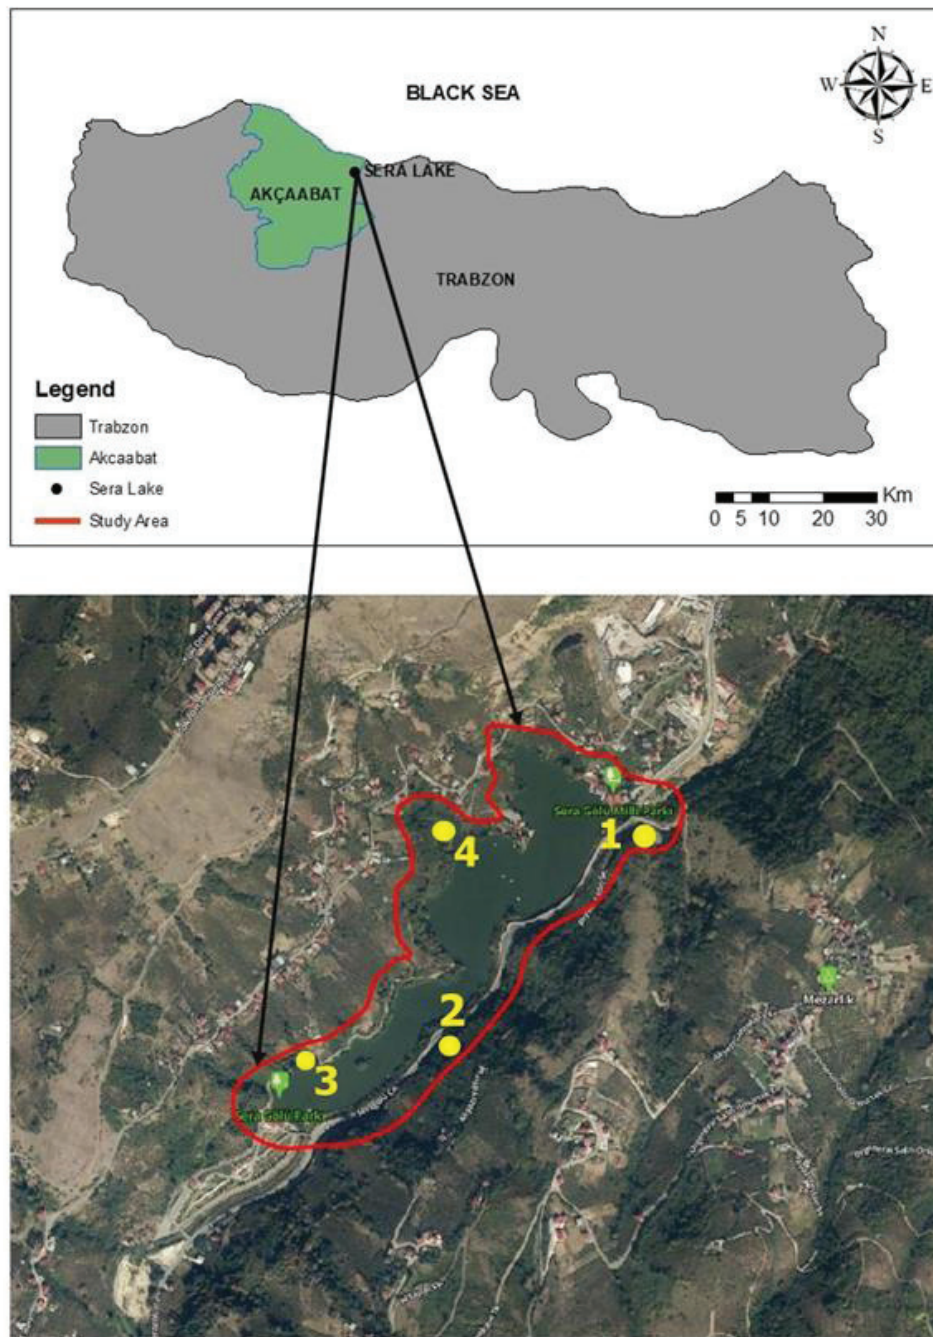 N
BLACK SEA
W
E
S
SERA LAKE
AKÇAABAT
TRABZON
Legend
Trabzon
Akcaabat
Sera Lake
Study Area
Km
0 5 10 20 30
Sera Gölü Milli Parkı
1
4
Mezarlık
2
3
Sera Gölü Parkı